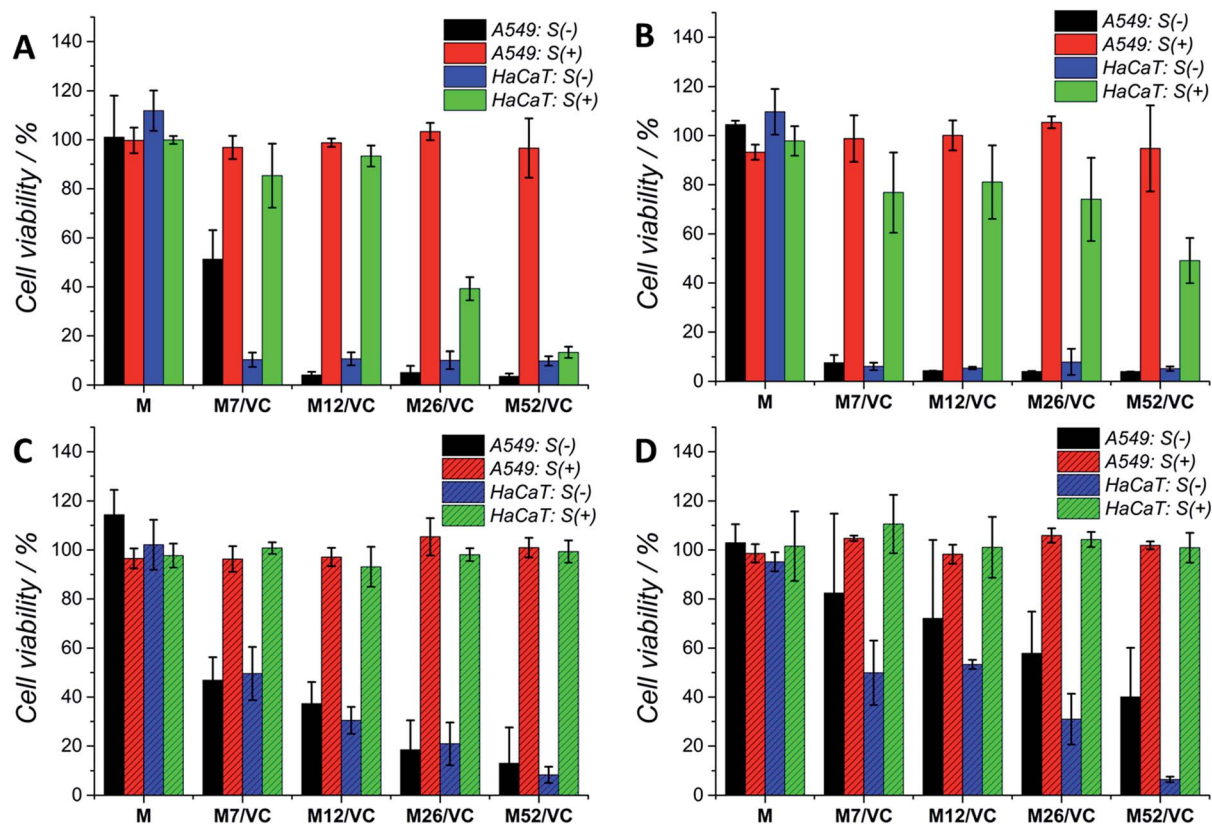 A
Cell viability / %
140
120
100
80
60
40
20
0
A549: S(-)
A549: S(+)
HaCaT: S(-)
HaCaT: S(+)
M M7/VC M12/VC M26/VC M52/VC
B
Cell viability / %
140
120
100
80
60
40
20
0
A549: S(-)
A549: S(+)
HaCaT: S(-)
HaCaT: S(+)
M M7/VC M12/VC M26/VC M52/VC
C
Cell viability / %
140
120
100
80
60
40
20
0
A549: S(-)
A549: S(+)
HaCaT: S(-)
HaCaT: S(+)
M M7/VC M12/VC M26/VC M52/VC
D
Cell viability / %
140
120
100
80
60
40
20
0
A549: S(-)
A549: S(+)
HaCaT: S(-)
HaCaT: S(+)
M M7/VC M12/VC M26/VC M52/VC